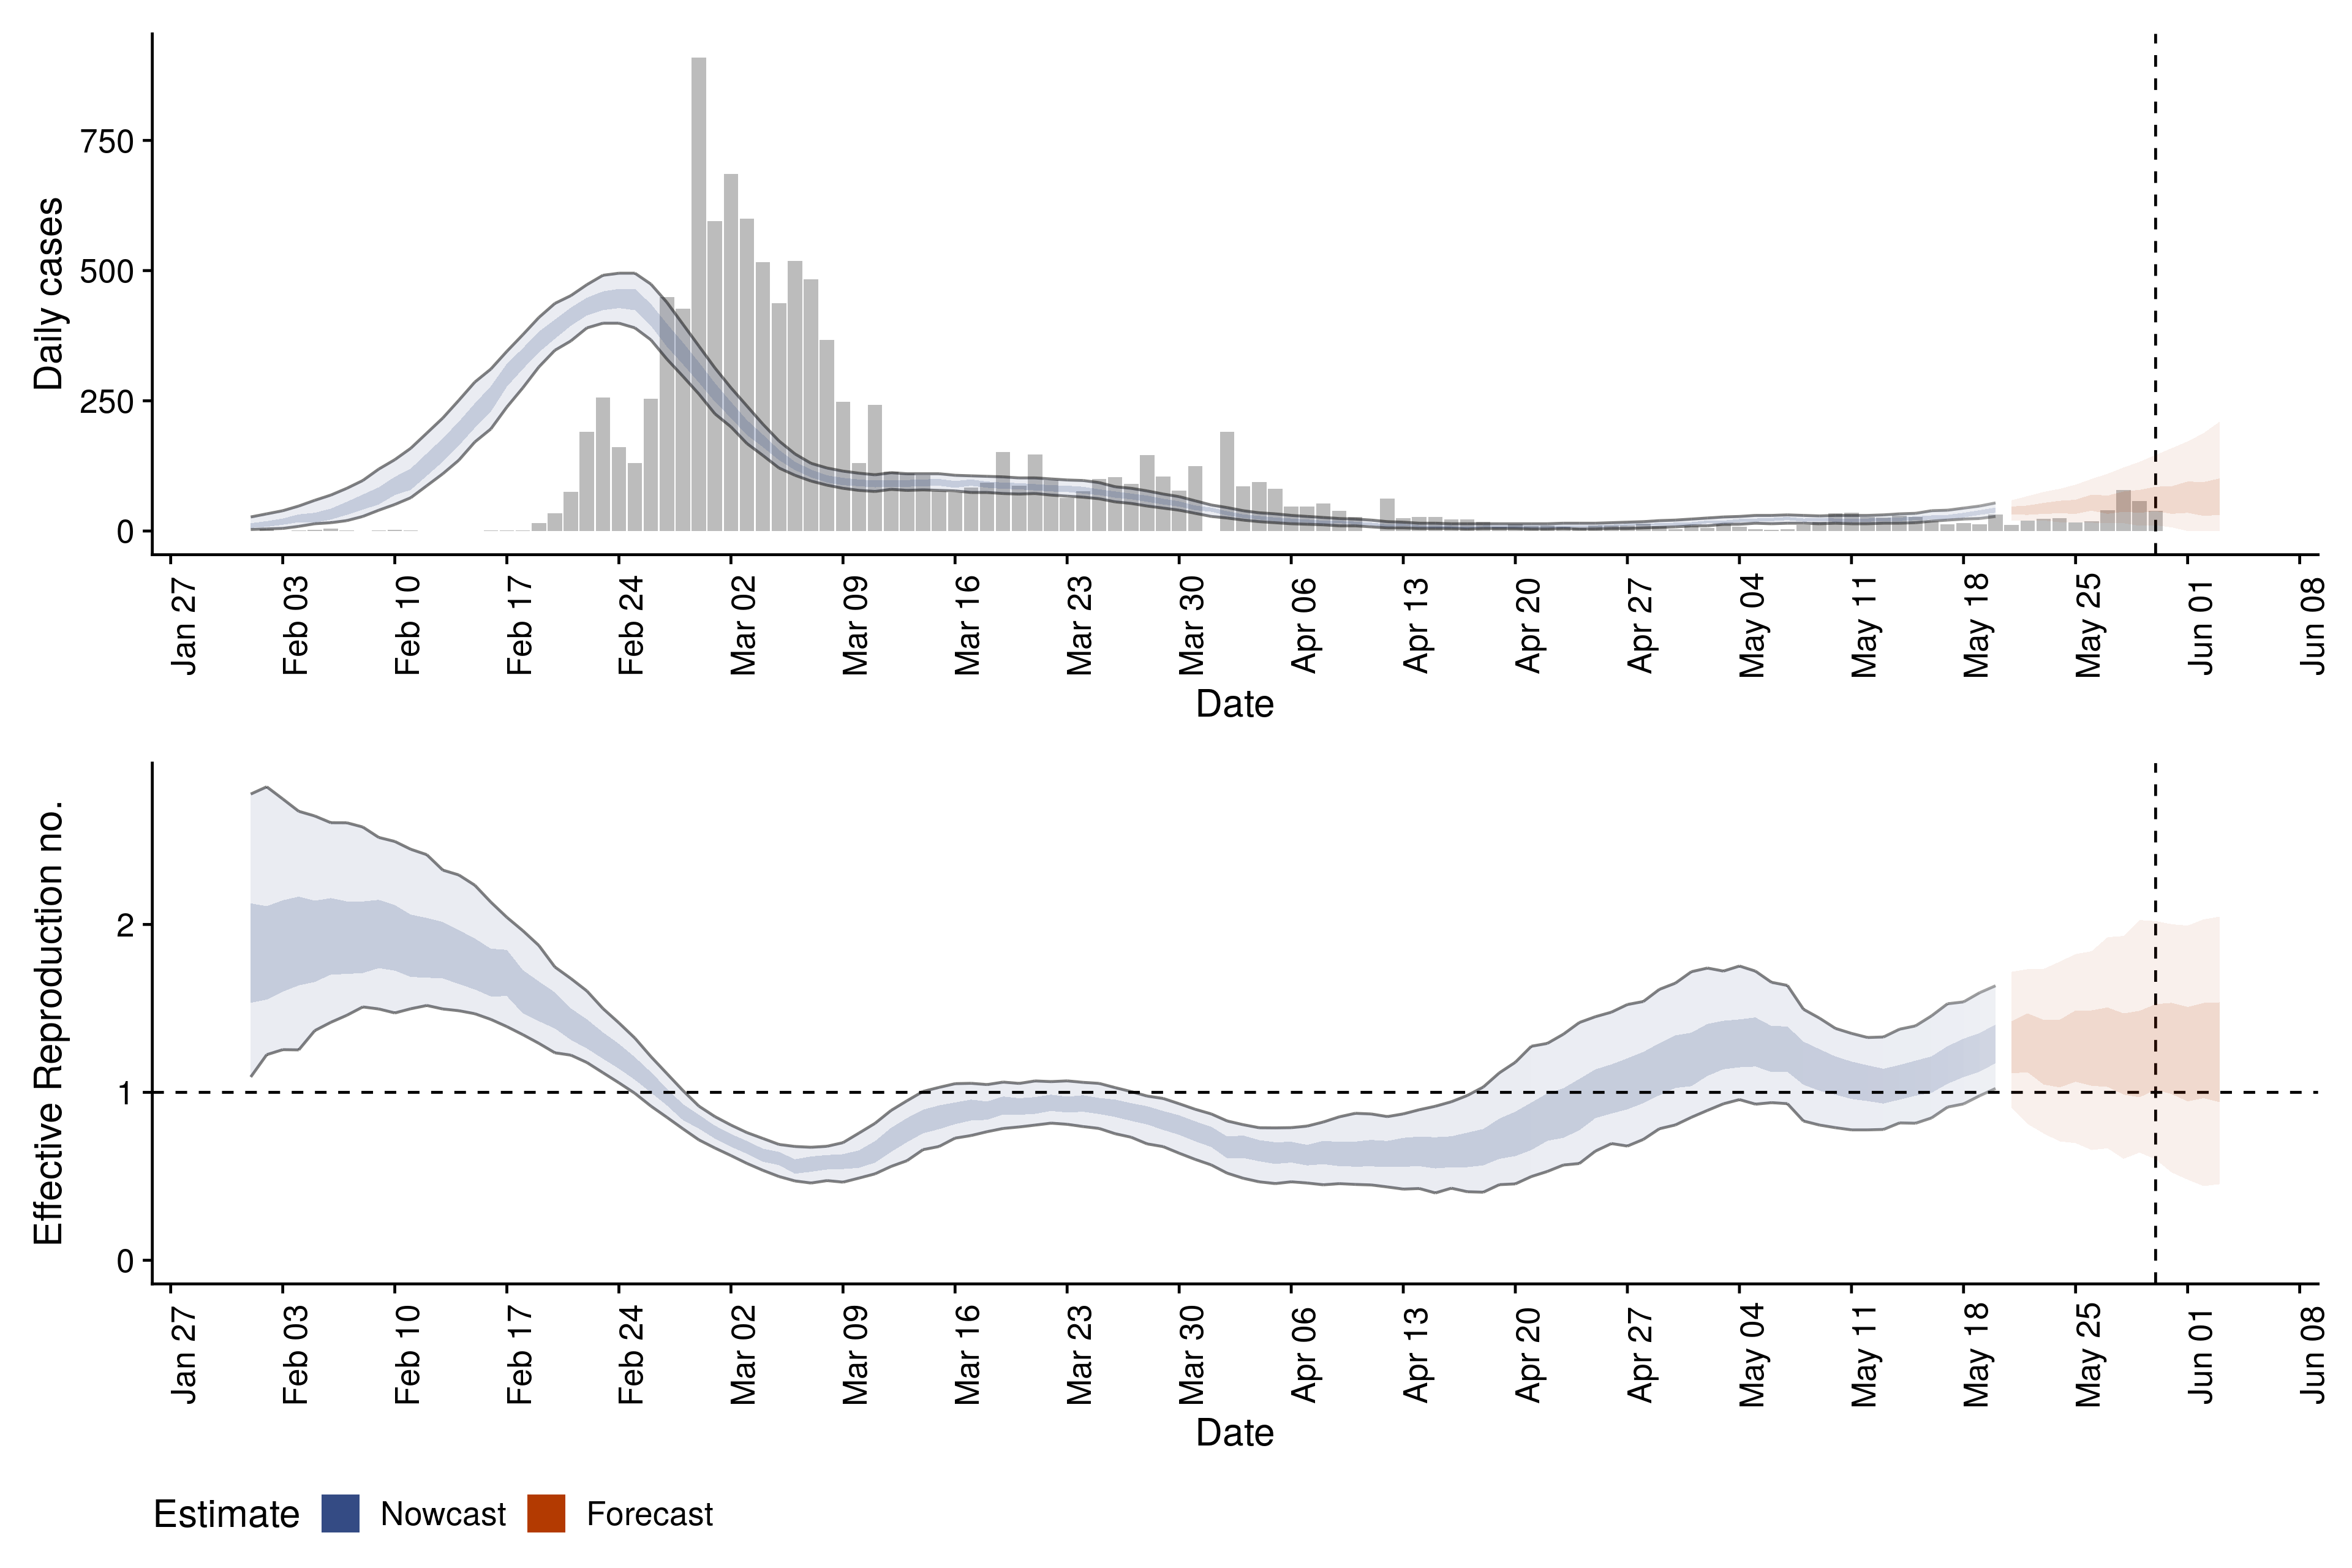 Daily cases
750
500
250
0
Jan 27
Feb 03
Feb 10
Feb 17
Feb 24
Mar 02
Mar 09
Mar 16
Mar 23
Mar 30
Apr 06
Apr 13
Apr 20
Apr 27
May 04
May 11
May 18
May 25
Jun 01
Jun 08
Date
Effective Reproduction no.
2
1
0
Jan 27
Feb 03
Feb 10
Feb 17
Feb 24
Mar 02
Mar 09
Mar 16
Mar 23
Mar 30
Apr 06
Apr 13
Apr 20
Apr 27
May 04
May 11
May 18
May 25
Jun 01
Jun 08
Date
Estimate Nowcast Forecast